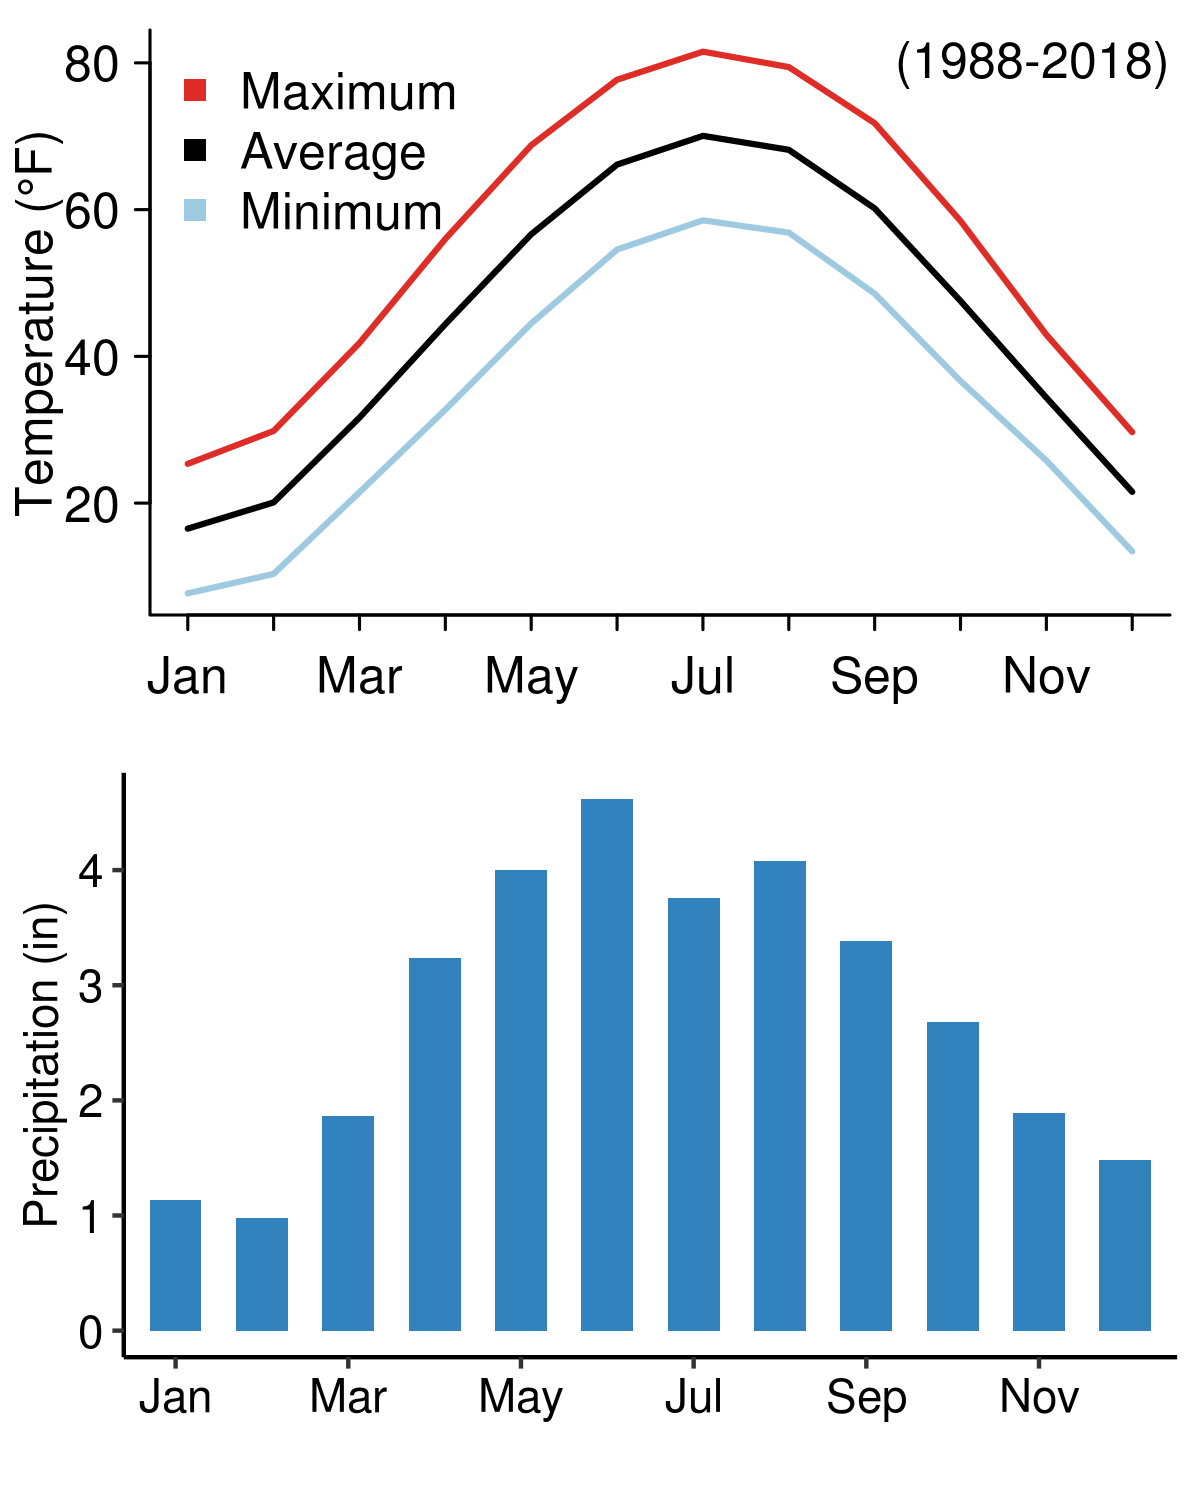 (1988-2018)
Maximum
Average
Minimum
Temperature (°F)
80
60
40
20
Jan Mar May Jul Sep Nov
Precipitation (in)
4
3
2
1
0
Jan Mar May Jul Sep Nov